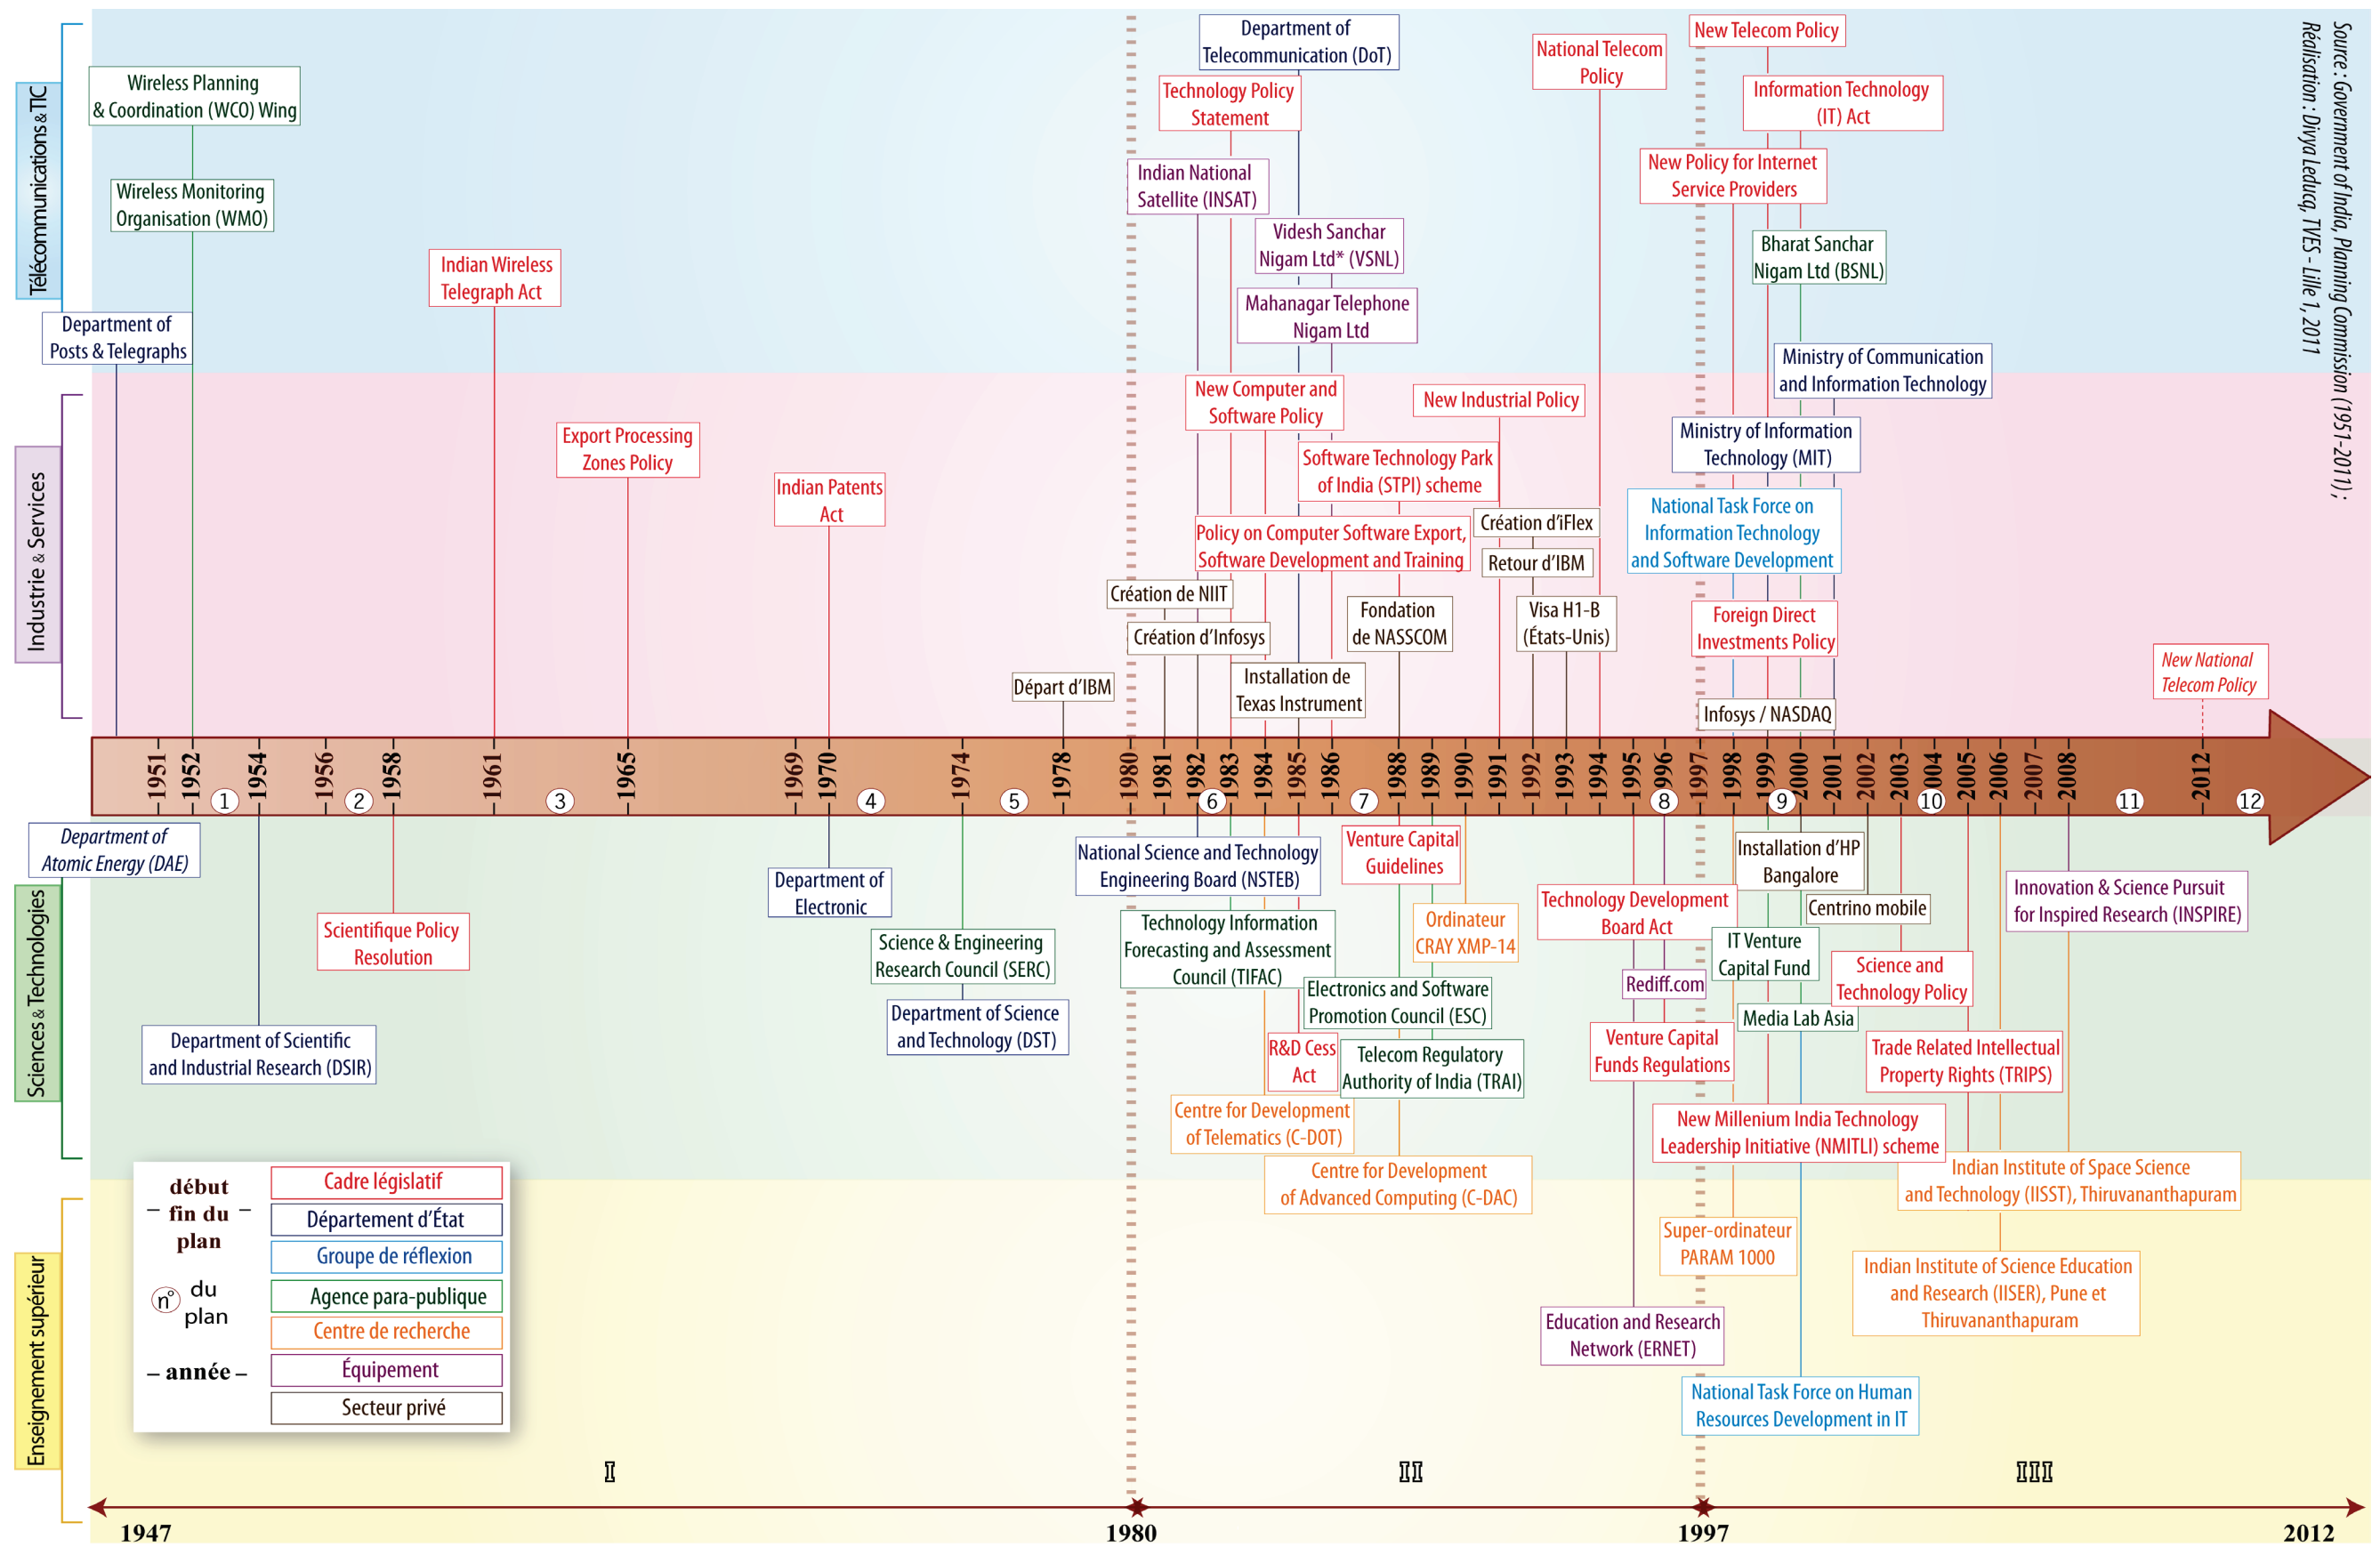 Télécommunications & TIC
Industrie & Services
Sciences & Technologies
Enseignement supérieur
Source : Government of India, Planning Commission (1951-2011) ;
Réalisation : Divya Leducq, TVES - Lille 1, 2011
Wireless Planning
& Coordination (WCO) Wing
Wireless Monitoring
Organisation (WMO)
Department of
Posts & Telegraphs
Indian Wireless
Telegraph Act
Export Processing
Zones Policy
Indian Patents
Act
Départ d'IBM
Department of
Telecommunication (DoT)
Technology Policy
Statement
Indian National
Satellite (INSAT)
Videsh Sanchar
Nigam Ltd* (VSNL)
Mahanagar Telephone
Nigam Ltd
New Computer and
Software Policy
New Industrial Policy
Software Technology Park
of India (STPI) scheme
Policy on Computer Software Export,
Software Development and Training
Création d'iFlex
Retour d'IBM
Création de NIIT
Création d'Infosys
Fondation
de NASSCOM
Visa H1-B
(États-Unis)
Installation de
Texas Instrument
National Telecom
Policy
New Telecom Policy
Information Technology
(IT) Act
New Policy for Internet
Service Providers
Bharat Sanchar
Nigam Ltd (BSNL)
Ministry of Communication
and Information Technology
Ministry of Information
Technology (MIT)
National Task Force on
Information Technology
and Software Development
Foreign Direct
Investments Policy
Infosys / NASDAQ
New National
Telecom Policy
1951
1952
1954
1956
1958
1961
1965
1969
1970
1974
1978
1980
1981
1982
1983
1984
1985
1986
1988
1989
1990
1991
1992
1993
1994
1995
1996
1997
1998
1999
2000
2001
2002
2003
2004
2005
2006
2007
2008
2012
1
2
3
4
5
6
7
8
9
10
11
12
Department of
Atomic Energy (DAE)
Scientifique Policy
Resolution
Department of Scientific
and Industrial Research (DSIR)
Department of
Electronic
Science & Engineering
Research Council (SERC)
Department of Science
and Technology (DST)
National Science and Technology
Engineering Board (NSTEB)
Technology Information
Forecasting and Assessment
Council (TIFAC)
Venture Capital
Guidelines
Ordinateur
CRAY XMP-14
Electronics and Software
Promotion Council (ESC)
R&D Cess
Act
Telecom Regulatory
Authority of India (TRAI)
Centre for Development
of Telematics (C-DOT)
Centre for Development
of Advanced Computing (C-DAC)
Technology Development
Board Act
Rediff.com
Venture Capital
Funds Regulations
Installation d'HP
Bangalore
Centrino mobile
IT Venture
Capital Fund
Media Lab Asia
Science and
Technology Policy
Trade Related Intellectual
Property Rights (TRIPS)
New Millenium India Technology
Leadership Initiative (NMITLI) scheme
Innovation & Science Pursuit
for Inspired Research (INSPIRE)
Indian Institute of Space Science
and Technology (IISST), Thiruvananthapuram
Super-ordinateur
PARAM 1000
Indian Institute of Science Education
and Research (IISER), Pune et
Thiruvananthapuram
Education and Research
Network (ERNET)
National Task Force on Human
Resources Development in IT
début
– fin du –
plan
n° du
plan
– année –
Cadre législatif
Département d'État
Groupe de réflexion
Agence para-publique
Centre de recherche
Équipement
Secteur privé
I
II
III
1947
1980
1997
2012